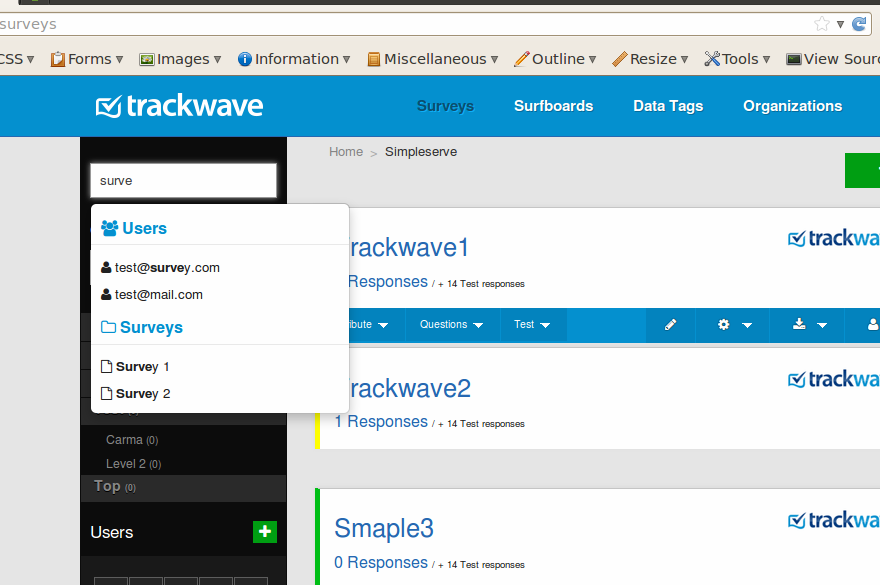 surveys
CSS Forms Images Information Miscellaneous Outline Resize Tools View Sour
trackwave Surveys Surfboards Data Tags Organizations
Home > Simpleserve
surve
Users
test@survey.com
test@mail.com
Surveys
Survey 1
Survey 2
Carma (0)
Level 2 (0)
Top (0)
Users
rackwave1
trackwa
Responses / + 14 Test responses
ibute Questions Test
rackwave2
trackwa
1 Responses / + 14 Test responses
Smaple3
trackwa
0 Responses / + 14 Test responses